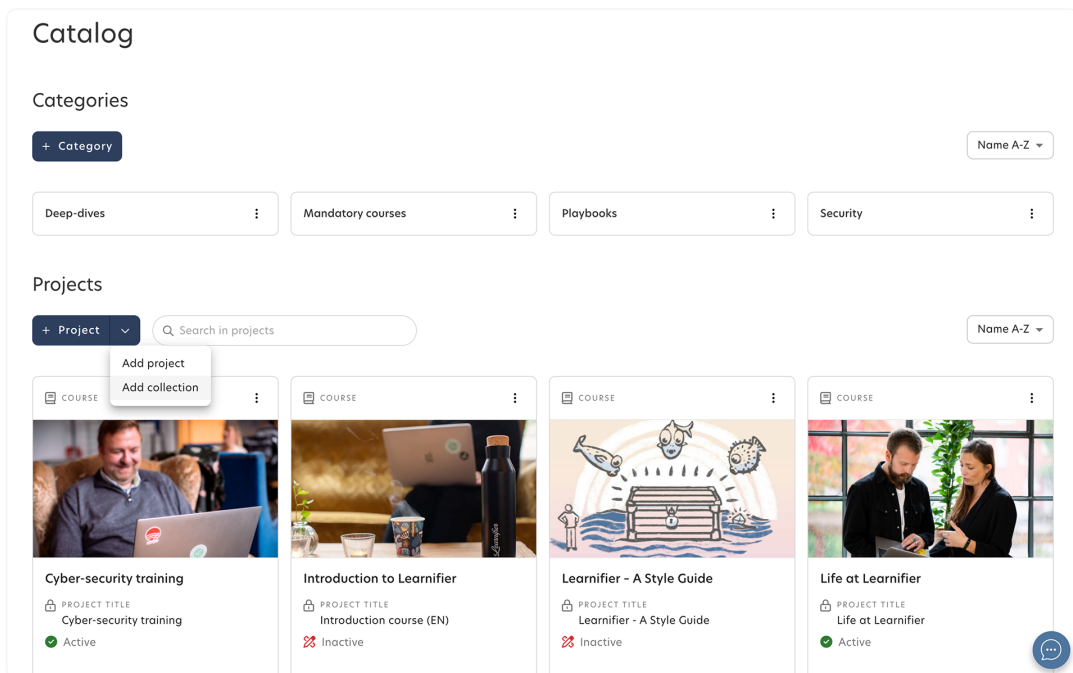 Catalog
Categories
+ Category
Name A-Z
Deep-dives
Mandatory courses
Playbooks
Security
Projects
+ Project
Search in projects
Name A-Z
Add project
Add collection
COURSE
COURSE
COURSE
COURSE
Learnifier
Cyber-security training
Introduction to Learnifier
Learnifier – A Style Guide
Life at Learnifier
PROJECT TITLE
PROJECT TITLE
PROJECT TITLE
PROJECT TITLE
Cyber-security training
Introduction course (EN)
Learnifier - A Style Guide
Life at Learnifier
Active
Inactive
Inactive
Active